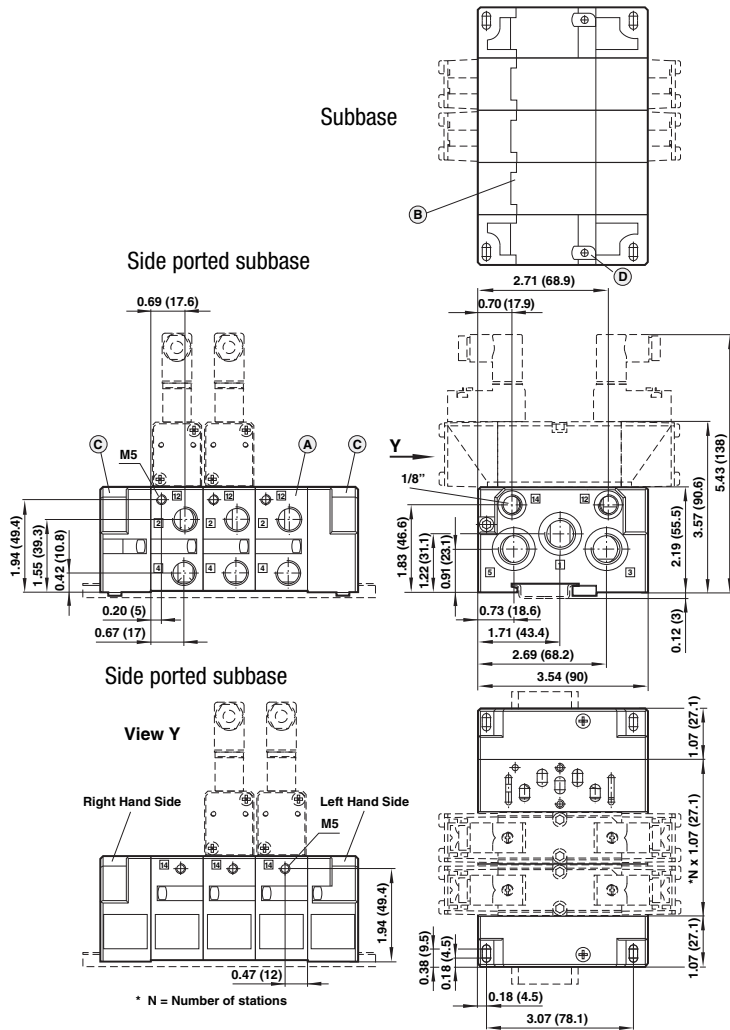 Subbase
B
D
Side ported subbase
2.71 (68.9)
0.70 (17.9)
0.69 (17.6)
C
A
C
M5
12
12
12
2
2
2
4
4
4
1.94 (49.4)
1.55 (39.3)
0.42 (10.8)
0.20 (5)
0.67 (17)
Y
1/8”
14
12
1
5
3
1.83 (46.6)
1.22 (31.1)
0.91 (23.1)
5.43 (138)
3.57 (90.6)
2.19 (55.5)
0.12 (3)
0.73 (18.6)
1.71 (43.4)
2.69 (68.2)
3.54 (90)
Side ported subbase
View Y
Right Hand Side
Left Hand Side
M5
14
14
14
1.94 (49.4)
0.47 (12)
* N = Number of stations
1.07 (27.1)
*N x 1.07 (27.1)
1.07 (27.1)
0.38 (9.5)
0.18 (4.5)
0.18 (4.5)
3.07 (78.1)